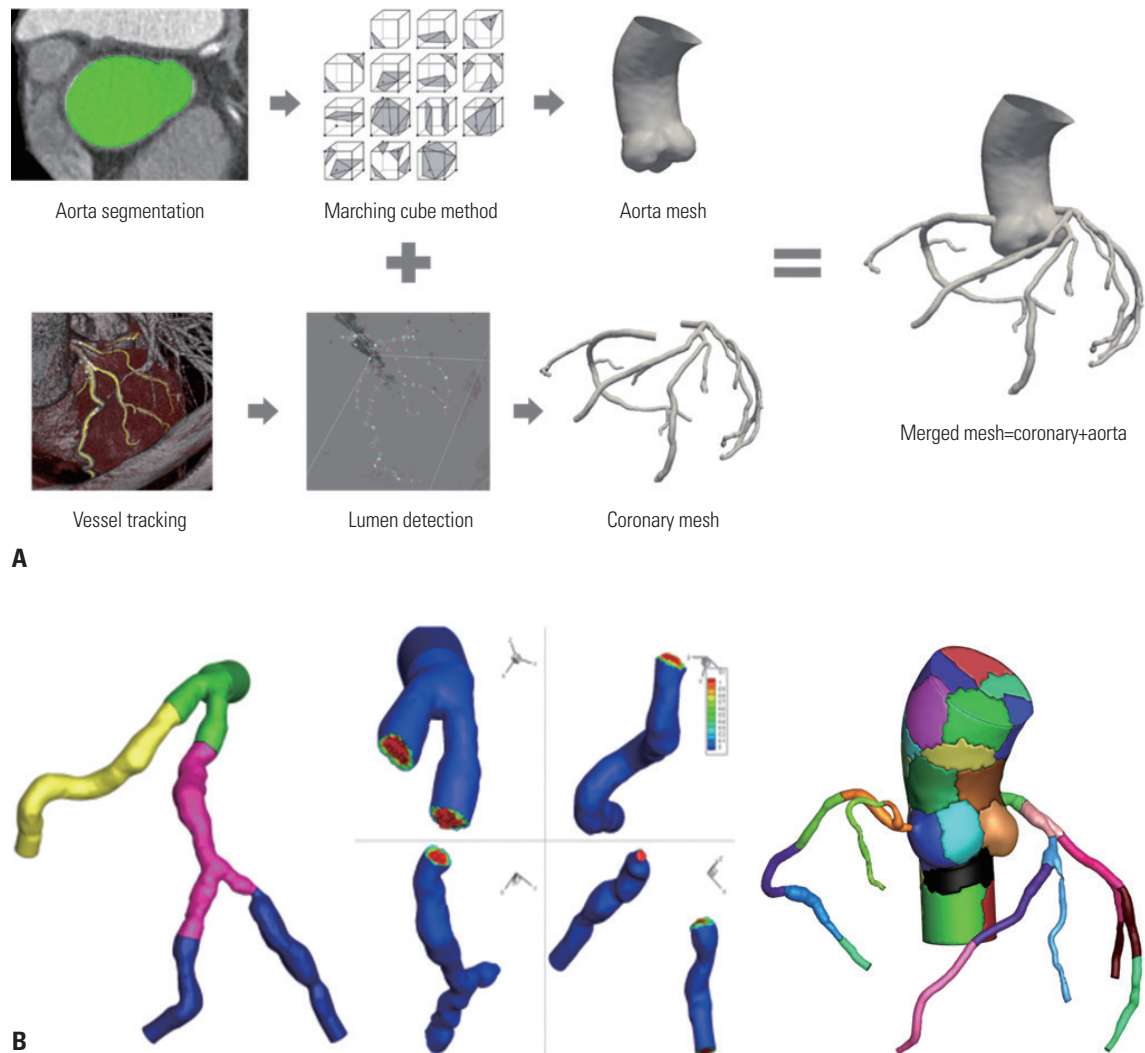 Aorta segmentation
Marching cube method
Aorta mesh
Vessel tracking
Lumen detection
Coronary mesh
Merged mesh=coronary+aorta
A
B